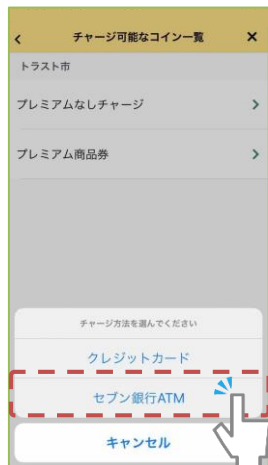 チャージ可能なコイン一覧
トラスト市
プレミアムなしチャージ
プレミアム商品券
チャージ方法を選んでください
クレジットカード
セブン銀行ATM
キャンセル